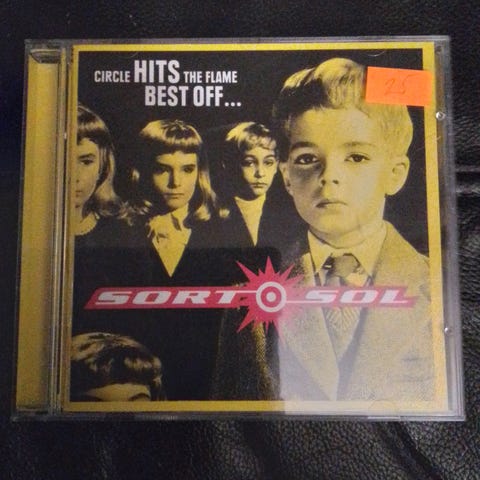 CIRCLE HITS THE FLAME
BEST OFF...
25
SORT SOL